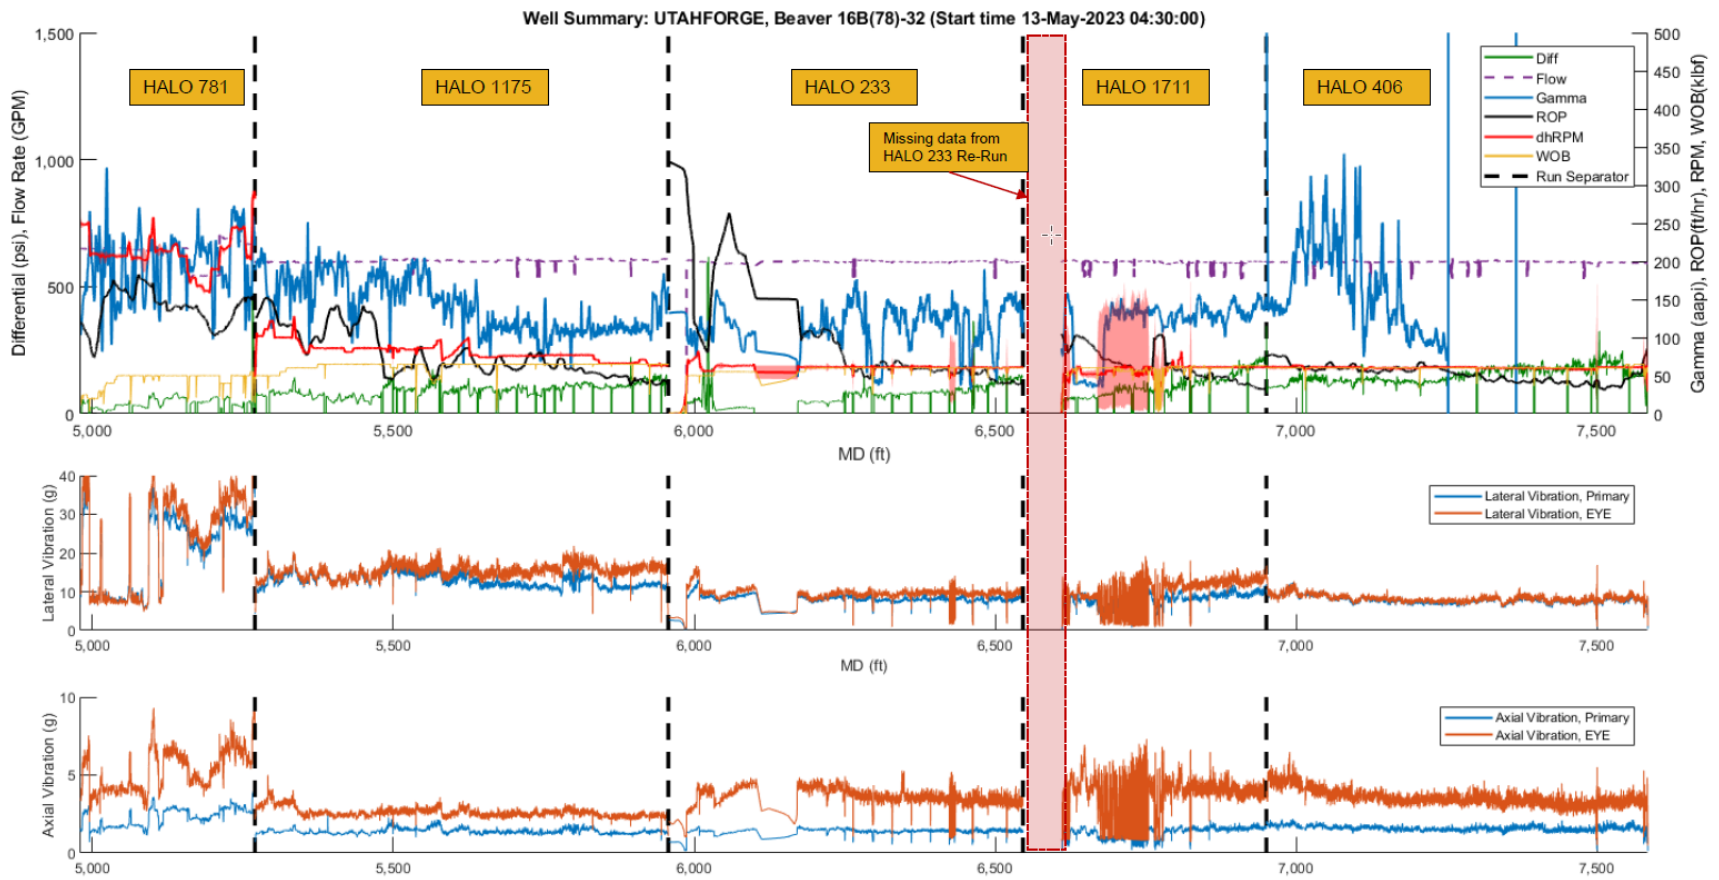 Well Summary: UTAHFORGE, Beaver 16B(78)-32 (Start time 13-May-2023 04:30:00)
Differential (psi), Flow Rate (GPM)
1,500
1,000
500
0
HALO 781
HALO 1175
HALO 233
HALO 1711
HALO 406
Missing data from
HALO 233 Re-Run
Diff
Flow
Gamma
ROP
dhRPM
WOB
Run Separator
500
450
400
350
300
250
200
150
100
50
0
Gamma (aapi), ROP(ft/hr), RPM, WOB(klbf)
5,000
5,500
6,000
6,500
7,000
7,500
MD (ft)
Lateral Vibration (g)
40
30
20
10
0
Lateral Vibration, Primary
Lateral Vibration, EYE
5,000
5,500
6,000
6,500
7,000
7,500
MD (ft)
Axial Vibration (g)
10
5
0
Axial Vibration, Primary
Axial Vibration, EYE
5,000
5,500
6,000
6,500
7,000
7,500